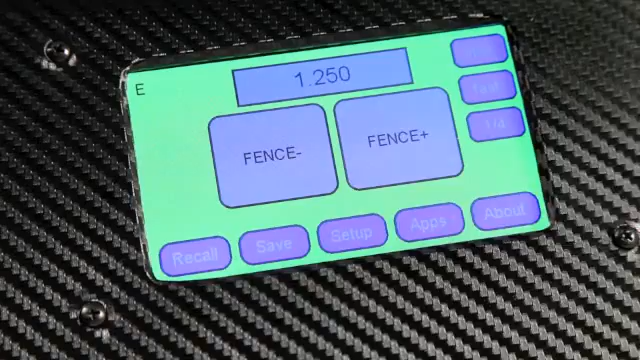 E
1.250
FENCE-
FENCE+
1/4
Recall
Save
Setup
Apps
About